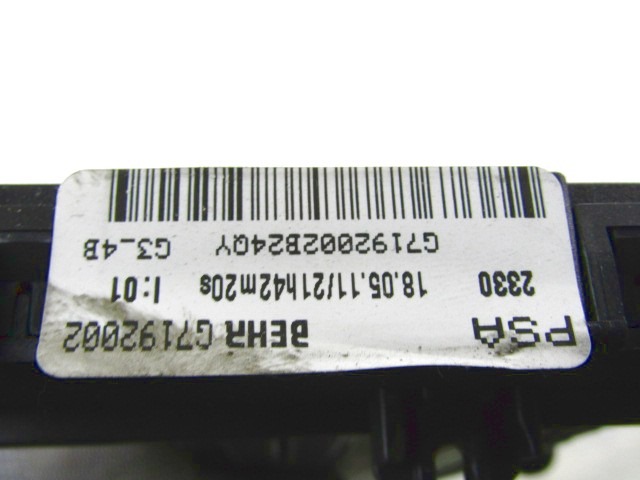 PSA BEHR G7192002
2330 18.05.11/21h42m20s I:01
G7192002B24QY G3_4B